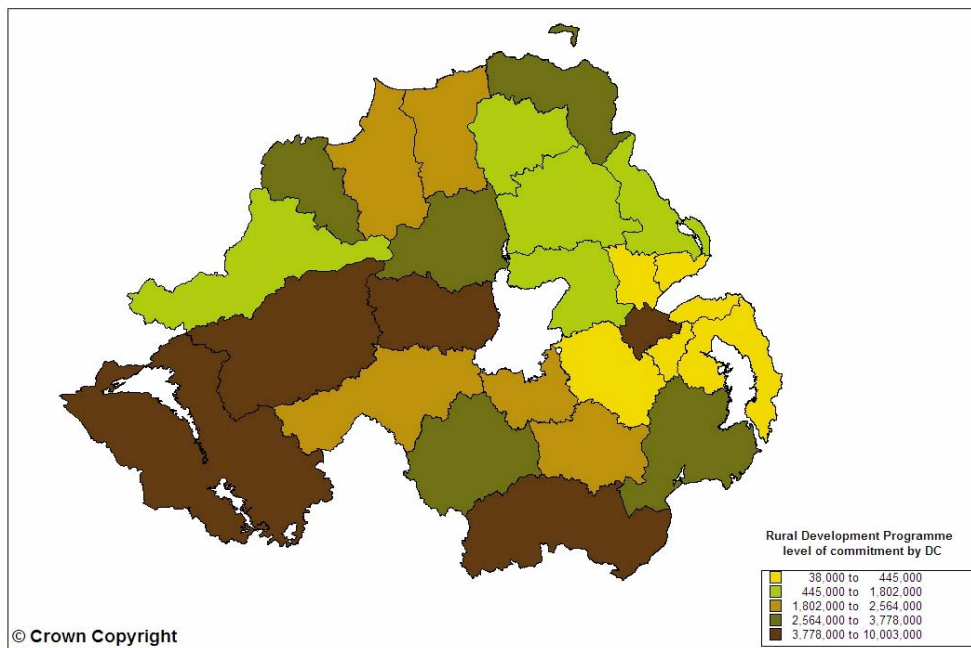 Rural Development Programme
level of commitment by DC
38,000 to 445,000
445,000 to 1,802,000
1,802,000 to 2,564,000
2,564,000 to 3,778,000
3,778,000 to 10,003,000
© Crown Copyright